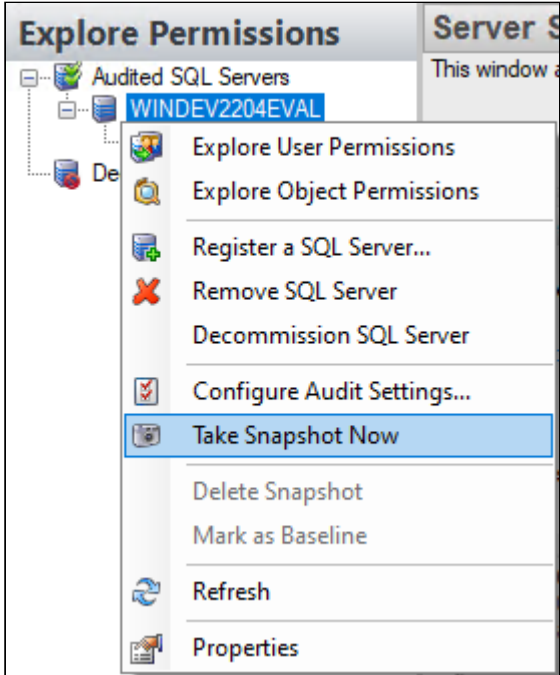 Explore Permissions
Server S
Audited SQL Servers
This window a
WINDEV2204EVAL
De
Explore User Permissions
Explore Object Permissions
Register a SQL Server...
Remove SQL Server
Decommission SQL Server
Configure Audit Settings...
Take Snapshot Now
Delete Snapshot
Mark as Baseline
Refresh
Properties